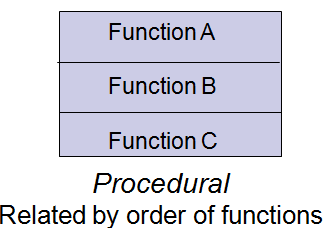 Function A
Function B
Function C
Procedural
Related by order of functions